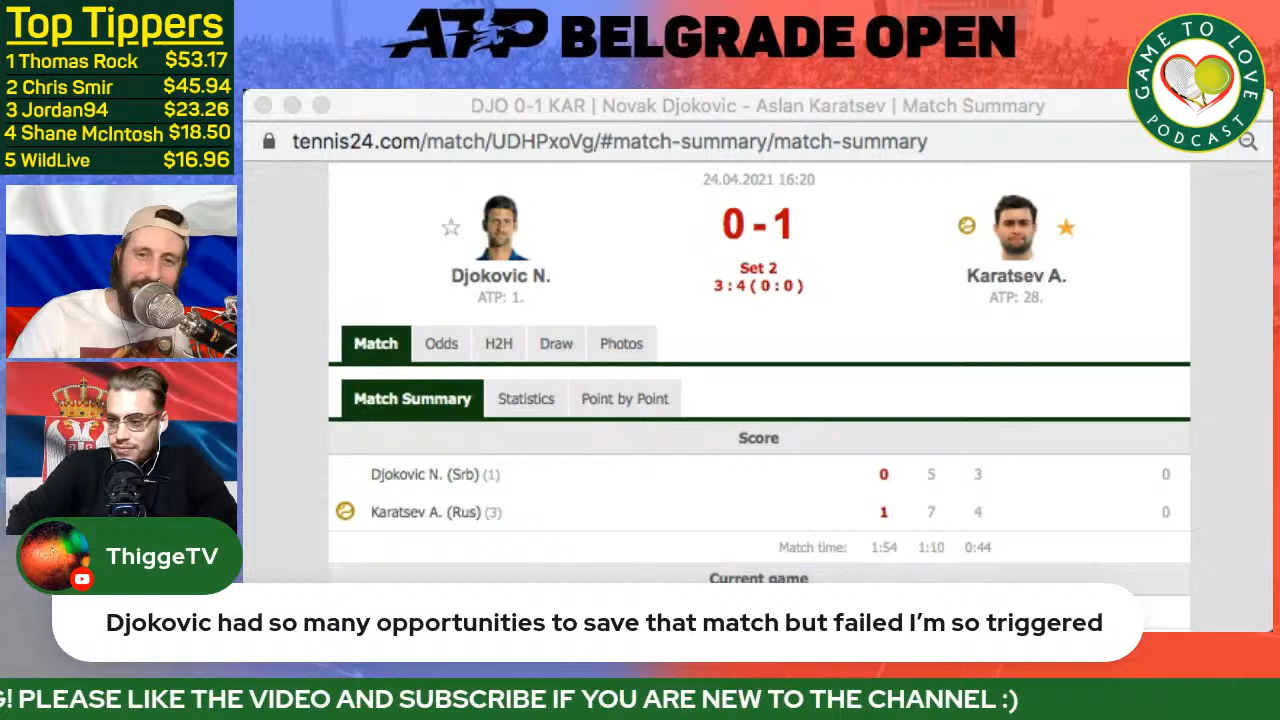 Top Tippers
1 Thomas Rock $53.17
2 Chris Smir $45.94
3 Jordan94 $23.26
4 Shane McIntosh $18.50
5 WildLive $16.96
ATP BELGRADE OPEN
GAME TO LOVE
PODCAST
DJO 0-1 KAR | Novak Djokovic - Aslan Karatsev | Match Summary
tennis24.com/match/UDHPxoVg/#match-summary/match-summary
24.04.2021 16:20
0 - 1
Djokovic N.
ATP: 1.
Set 2
3 : 4 ( 0 : 0 )
Karatsev A.
ATP: 28.
Match Odds H2H Draw Photos
Match Summary Statistics Point by Point
Score
Djokovic N. (Srb) (1) 0 5 3 0
Karatsev A. (Rus) (3) 1 7 4 0
Match time: 1:54 1:10 0:44
Current game
ThiggeTV
Djokovic had so many opportunities to save that match but failed I'm so triggered
G! PLEASE LIKE THE VIDEO AND SUBSCRIBE IF YOU ARE NEW TO THE CHANNEL :)